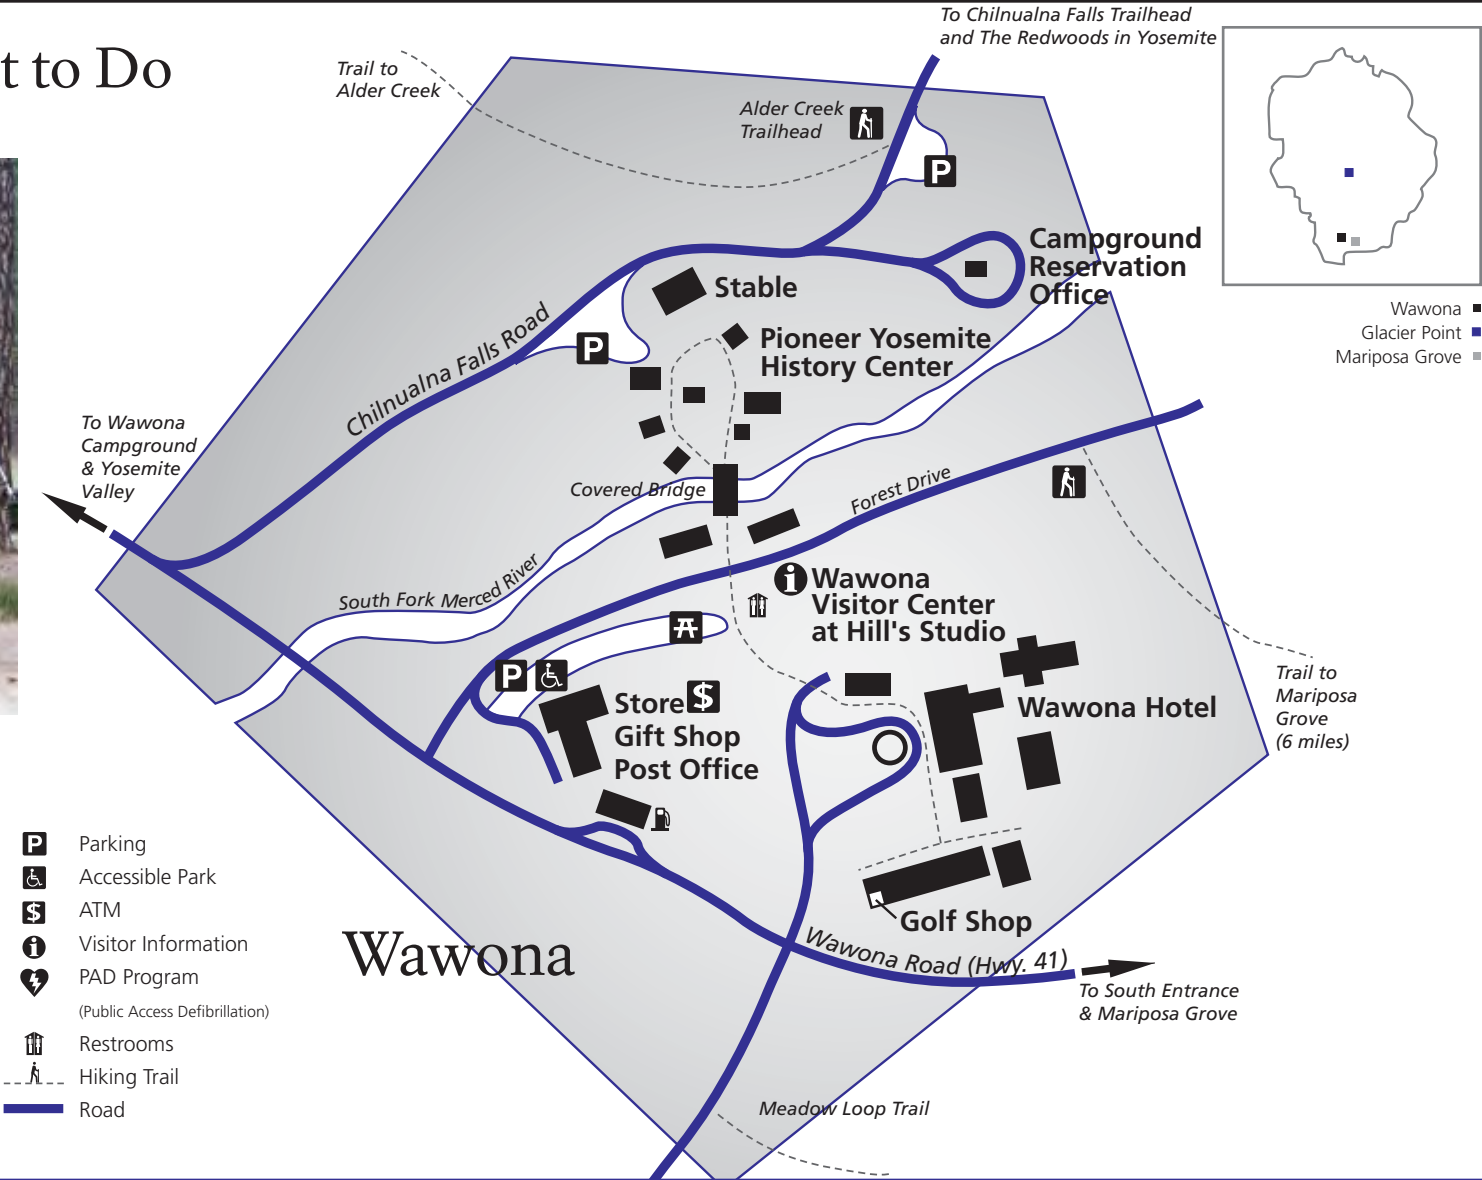 t to Do
To Chilnualna Falls Trailhead
and The Redwoods in Yosemite
Trail to
Alder Creek
Alder Creek
Trailhead
P
Campground
Reservation
Office
Stable
Wawona
Glacier Point
Mariposa Grove
Chilnualna Falls Road
P
Pioneer Yosemite
History Center
To Wawona
Campground
& Yosemite
Valley
Covered Bridge
Forest Drive
South Fork Merced River
i
Wawona
Visitor Center
at Hill's Studio
P
Store $
Gift Shop
Post Office
Wawona Hotel
Trail to
Mariposa
Grove
(6 miles)
P Parking
Accessible Park
$ ATM
i Visitor Information
PAD Program
(Public Access Defibrillation)
Restrooms
Hiking Trail
Road
Wawona
Golf Shop
Wawona Road (Hwy. 41)
To South Entrance
& Mariposa Grove
Meadow Loop Trail